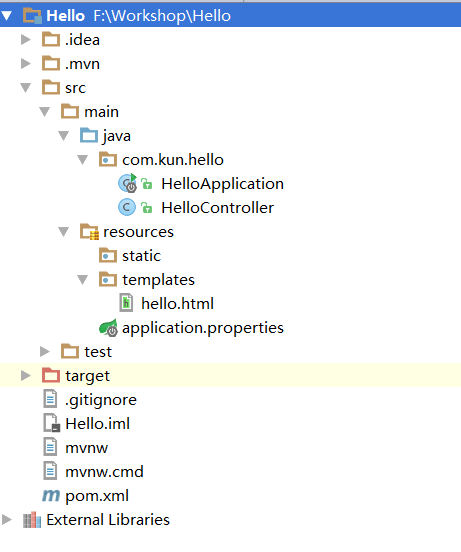 Hello F:\Workshop\Hello
.idea
.mvn
src
main
java
com.kun.hello
HelloApplication
HelloController
resources
static
templates
hello.html
application.properties
test
target
.gitignore
Hello.iml
mvnw
mvnw.cmd
pom.xml
External Libraries